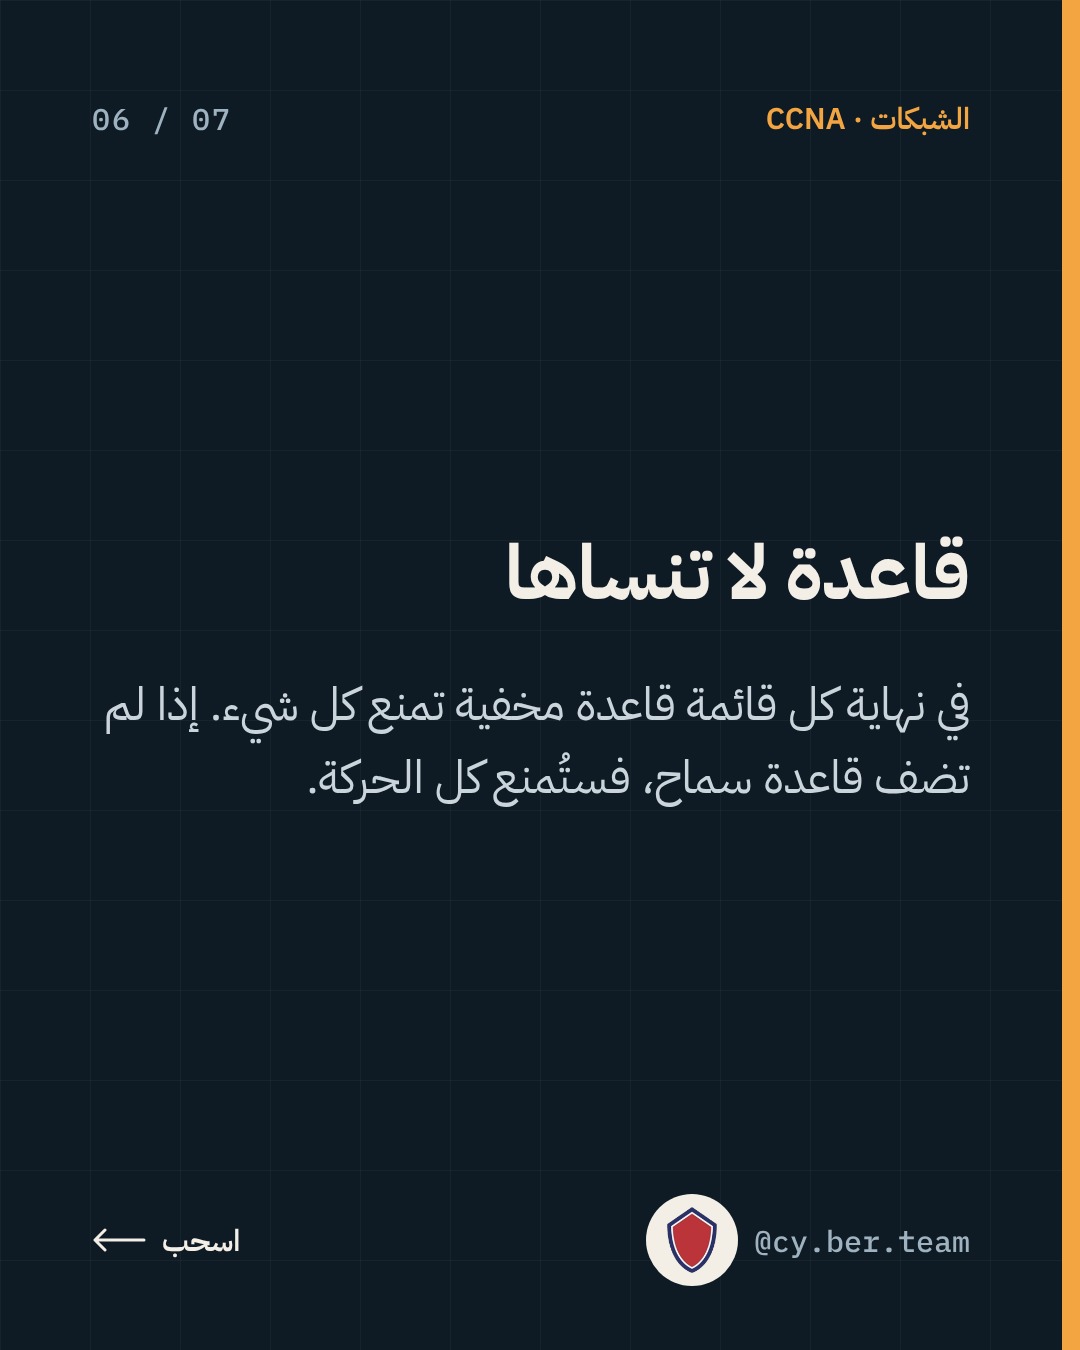 الشبكات · CCNA
06 / 07
قاعدة لا تنساها
في نهاية كل قائمة قاعدة مخفية تمنع كل شيء. إذا لم
تضف قاعدة سماح، فستُمنع كل الحركة.
@cy.ber.team
اسحب ←